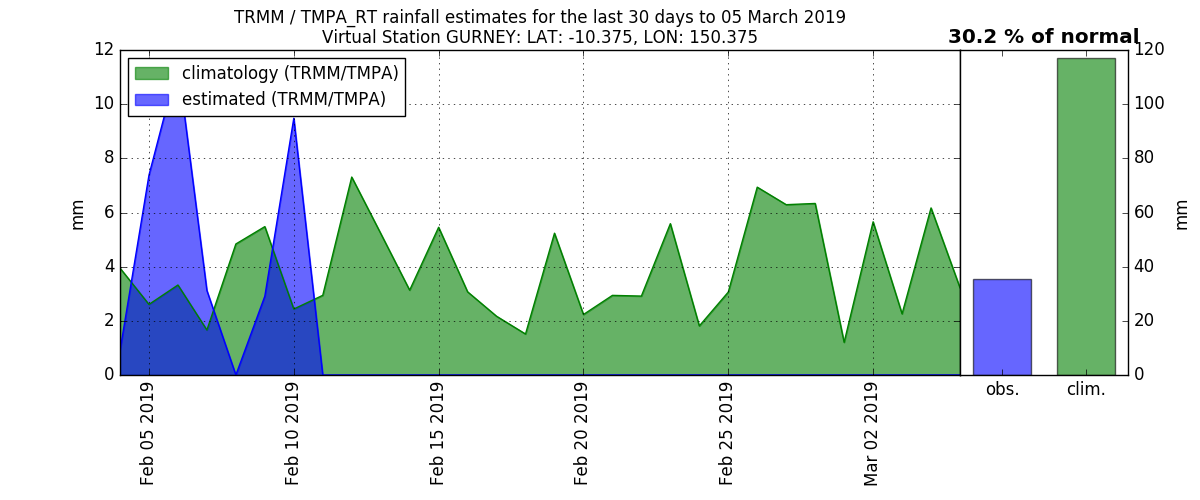 TRMM / TMPA_RT rainfall estimates for the last 30 days to 05 March 2019
Virtual Station GURNEY: LAT: -10.375, LON: 150.375
30.2 % of normal
climatology (TRMM/TMPA)
estimated (TRMM/TMPA)
12
10
8
6
4
2
0
mm
Feb 05 2019
Feb 10 2019
Feb 15 2019
Feb 20 2019
Feb 25 2019
Mar 02 2019
obs.
clim.
120
100
80
60
40
20
0
mm